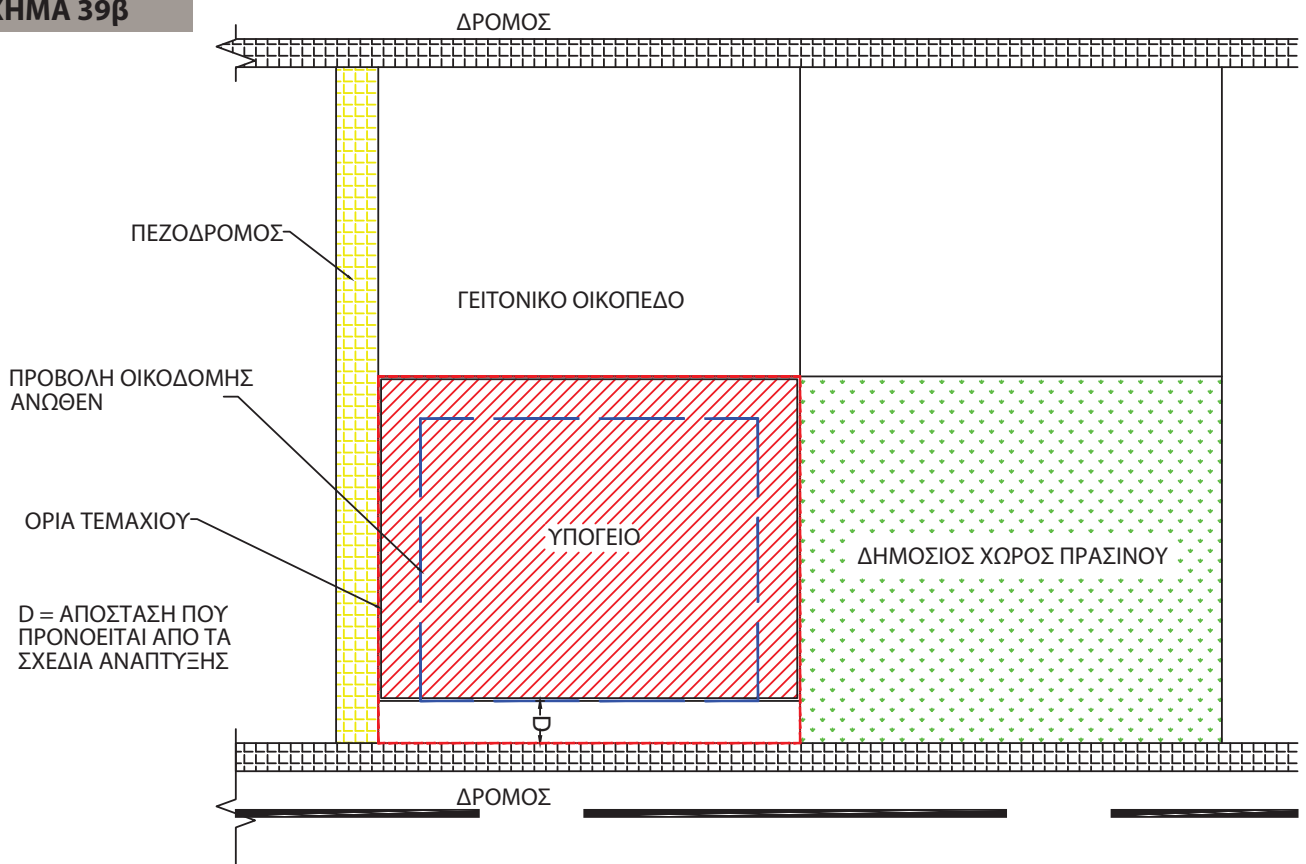 ΧΗΜΑ 39β
ΔΡΟΜΟΣ
ΠΕΖΟΔΡΟΜΟΣ
ΓΕΙΤΟΝΙΚΟ ΟΙΚΟΠΕΔΟ
ΠΡΟΒΟΛΗ ΟΙΚΟΔΟΜΗΣ
ΑΝΩΘΕΝ
ΟΡΙΑ ΤΕΜΑΧΙΟΥ
ΥΠΟΓΕΙΟ
ΔΗΜΟΣΙΟΣ ΧΩΡΟΣ ΠΡΑΣΙΝΟΥ
D = ΑΠΟΣΤΑΣΗ ΠΟΥ
ΠΡΟΝΟΕΙΤΑΙ ΑΠΟ ΤΑ
ΣΧΕΔΙΑ ΑΝΑΠΤΥΞΗΣ
D
ΔΡΟΜΟΣ